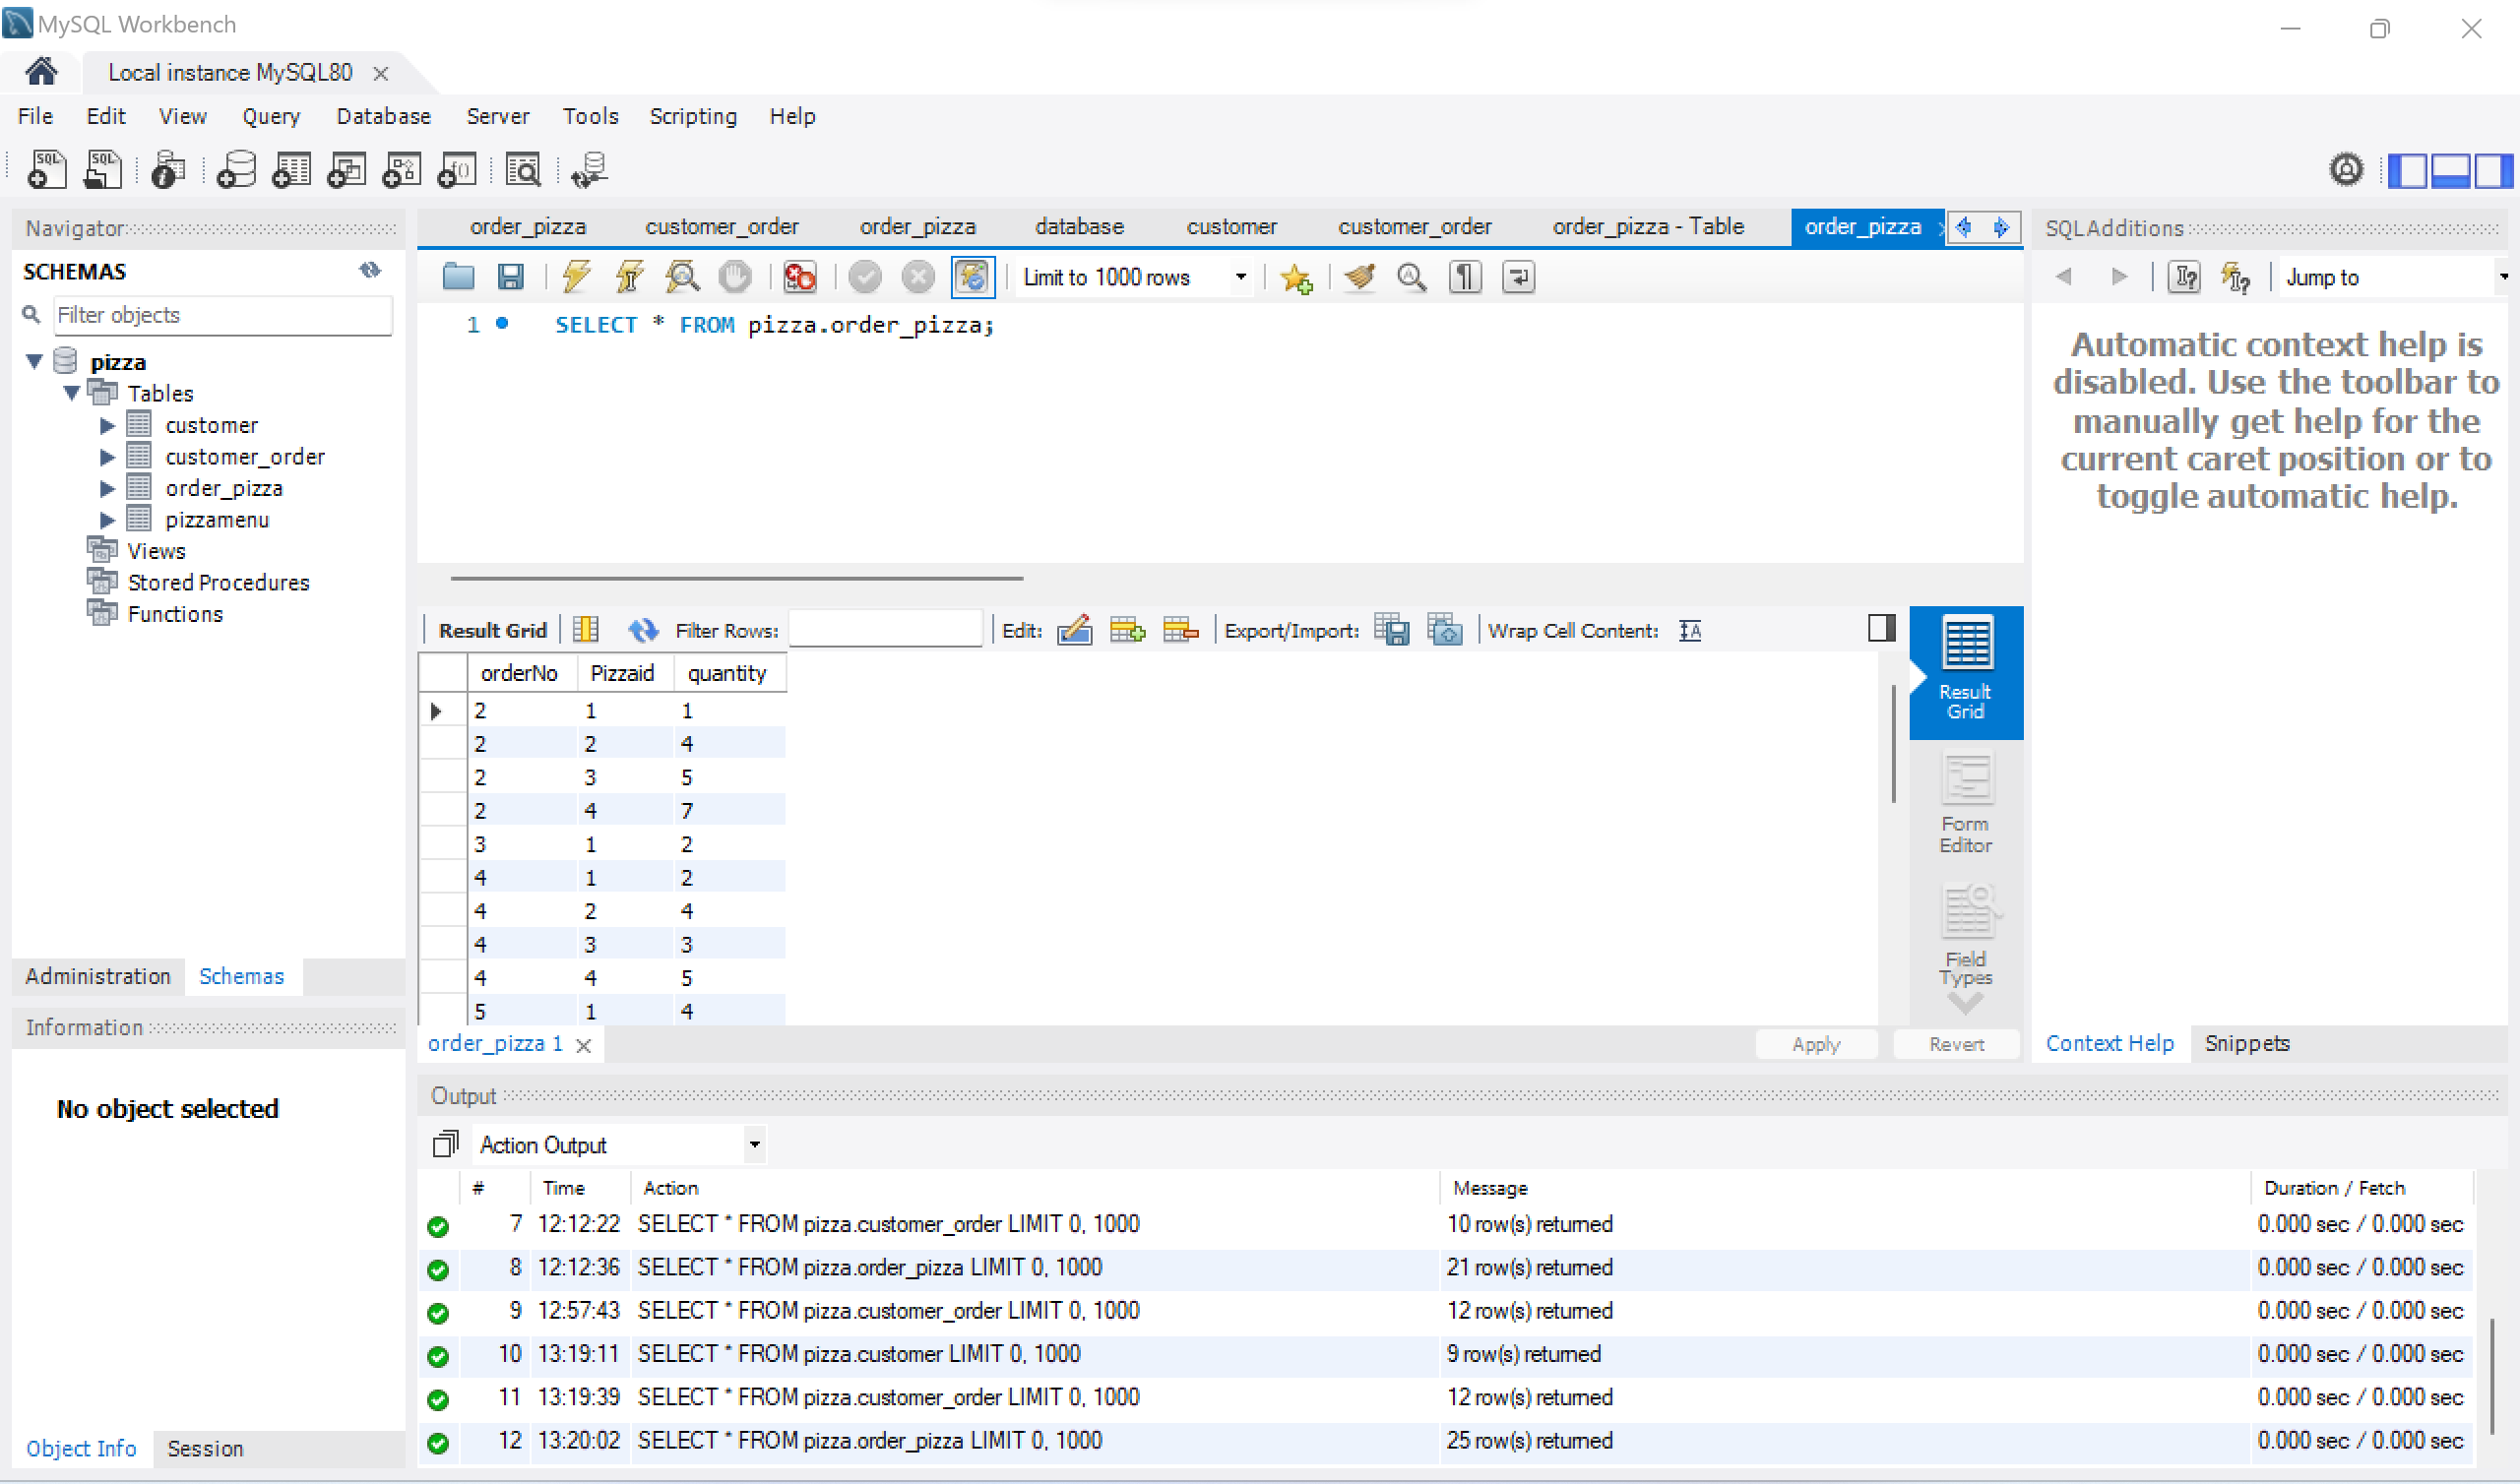 MySQL Workbench
Local instance MySQL80
File Edit View Query Database Server Tools Scripting Help
Navigator
SCHEMAS
Filter objects
pizza
Tables
customer
customer_order
order_pizza
pizzamenu
Views
Stored Procedures
Functions
Administration Schemas
Information
No object selected
Object Info Session
order_pizza customer_order order_pizza database customer customer_order order_pizza - Table order_pizza
Limit to 1000 rows
1 SELECT * FROM pizza.order_pizza;
Result Grid Filter Rows: Edit: Export/Import: Wrap Cell Content:
orderNo Pizzaid quantity
2 1 1
2 2 4
2 3 5
2 4 7
3 1 2
4 1 2
4 2 4
4 3 3
4 4 5
5 1 4
Result
Grid
Form
Editor
Field
Types
order_pizza 1 Apply Revert
SQLAdditions
Jump to
Automatic context help is
disabled. Use the toolbar to
manually get help for the
current caret position or to
toggle automatic help.
Context Help Snippets
Output
Action Output
# Time Action Message Duration / Fetch
7 12:12:22 SELECT * FROM pizza.customer_order LIMIT 0, 1000 10 row(s) returned 0.000 sec / 0.000 sec
8 12:12:36 SELECT * FROM pizza.order_pizza LIMIT 0, 1000 21 row(s) returned 0.000 sec / 0.000 sec
9 12:57:43 SELECT * FROM pizza.customer_order LIMIT 0, 1000 12 row(s) returned 0.000 sec / 0.000 sec
10 13:19:11 SELECT * FROM pizza.customer LIMIT 0, 1000 9 row(s) returned 0.000 sec / 0.000 sec
11 13:19:39 SELECT * FROM pizza.customer_order LIMIT 0, 1000 12 row(s) returned 0.000 sec / 0.000 sec
12 13:20:02 SELECT * FROM pizza.order_pizza LIMIT 0, 1000 25 row(s) returned 0.000 sec / 0.000 sec